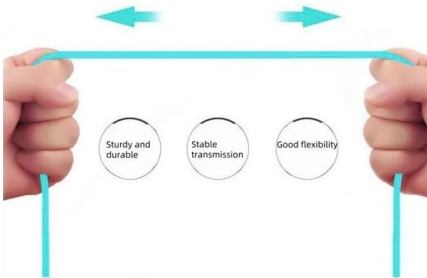 Sturdy and
durable
Stable
transmission
Good flexibility